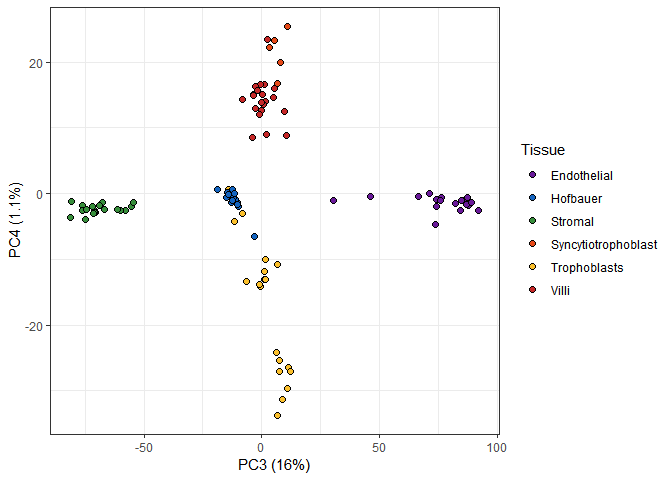 20
0
-20
PC4 (1.1%)
-50
0
50
100
PC3 (16%)
Tissue
Endothelial
Hofbauer
Stromal
Syncytiotrophoblast
Trophoblasts
Villi